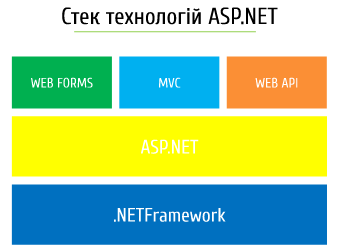 Стек технологій ASP.NET
WEB FORMS
MVC
WEB API
ASP.NET
.NETFramework